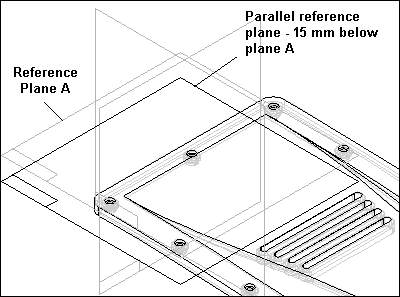 Parallel reference
plane - 15 mm below
plane A
Reference
Plane A